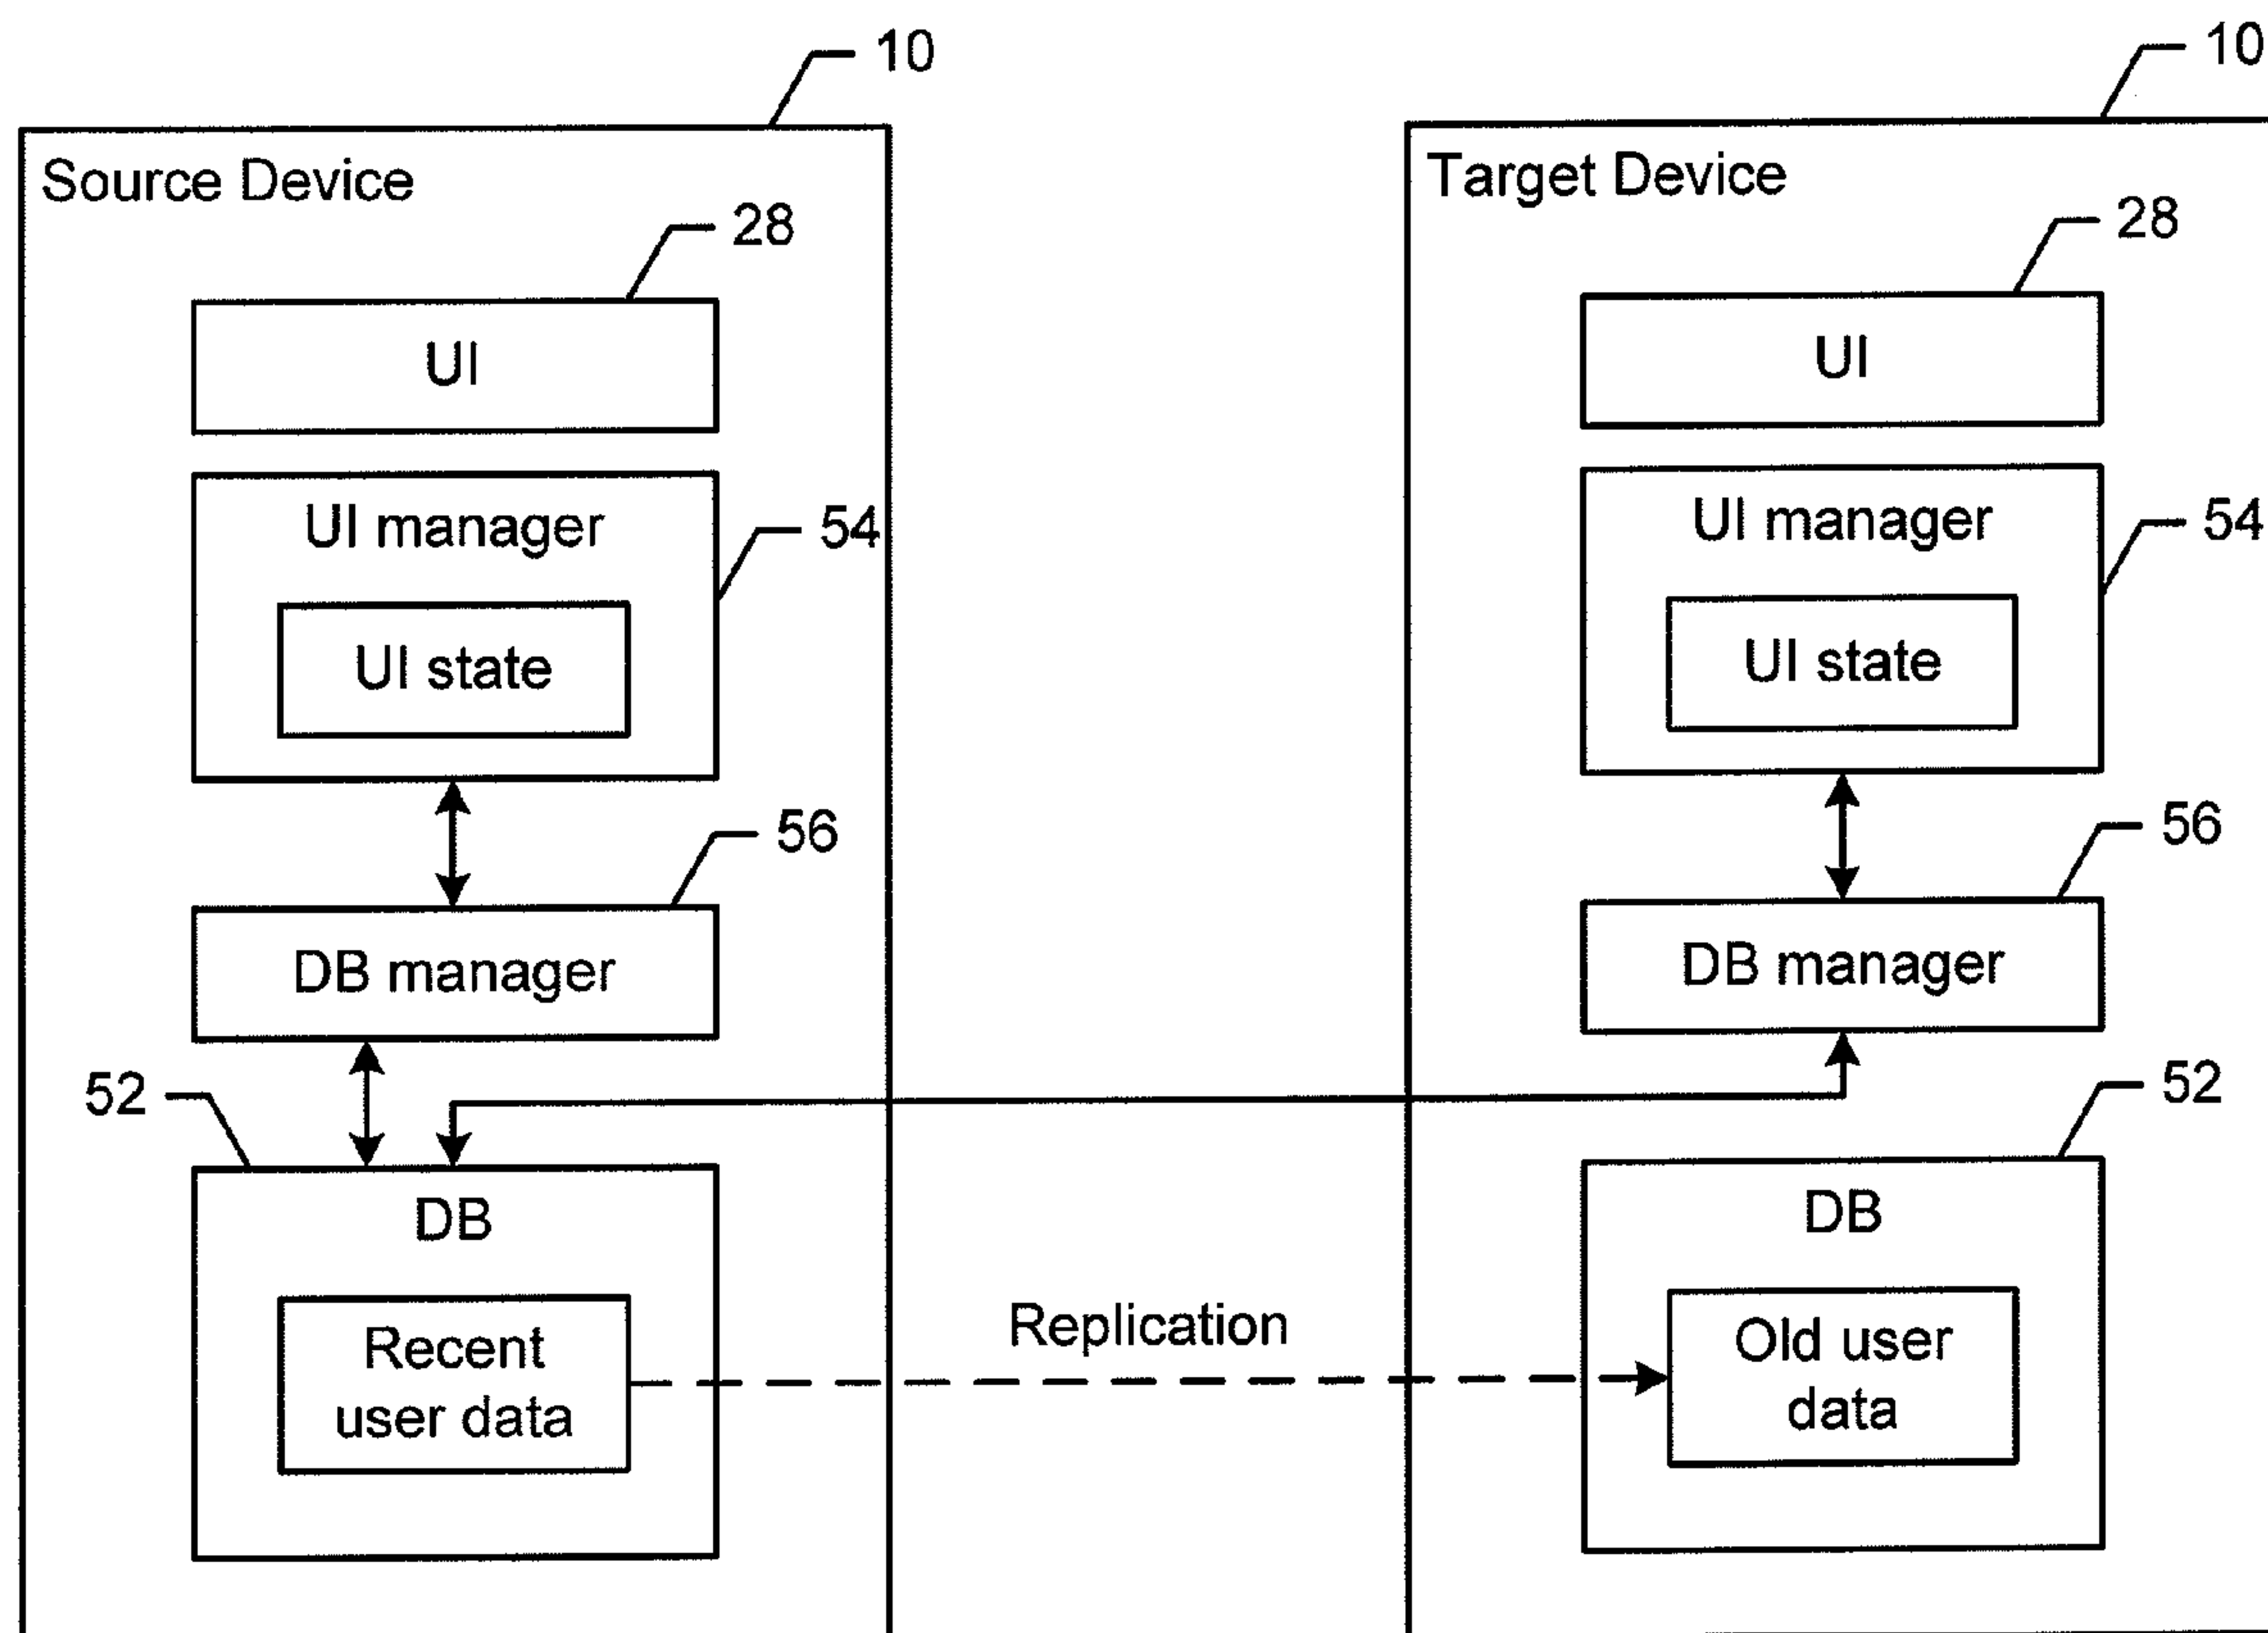 10
Source Device
28
UI
UI manager
54
UI state
56
DB manager
52
DB
Recent
user data
Replication
10
Target Device
28
UI
UI manager
54
UI state
56
DB manager
52
DB
Old user
data